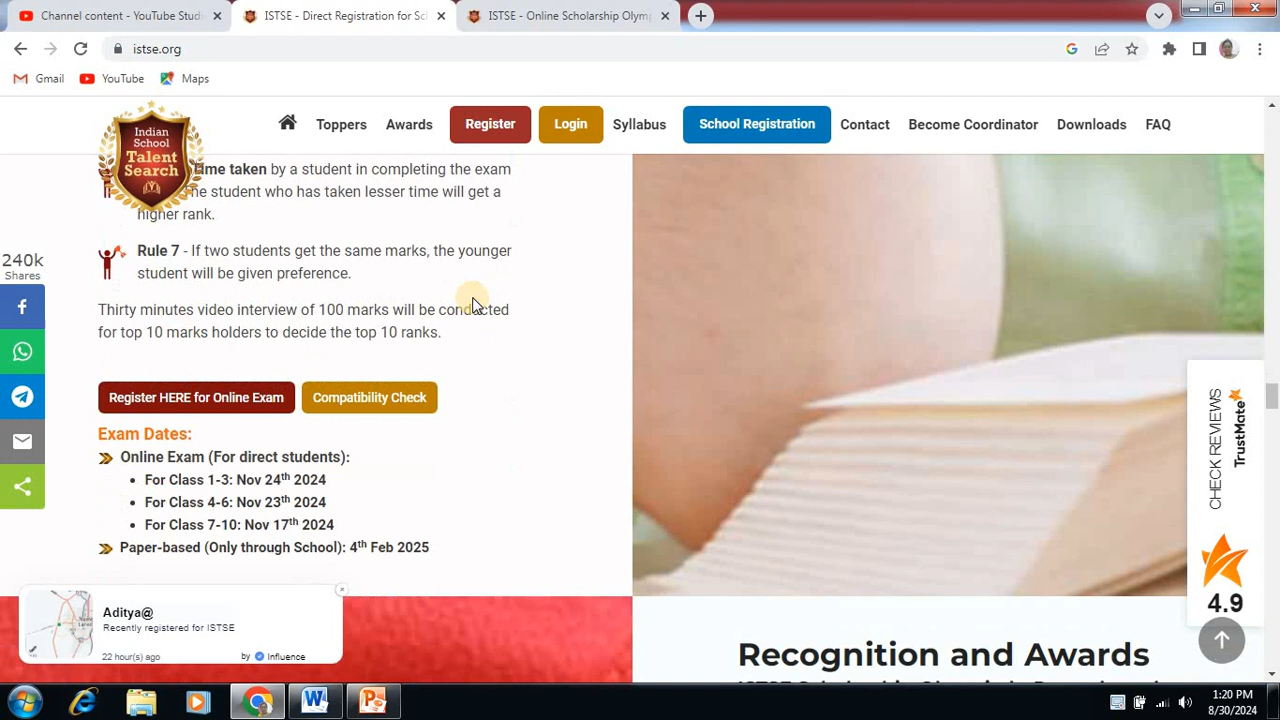 Channel content - YouTube Studi
ISTSE - Direct Registration for Sc
ISTSE - Online Scholarship Olymp
istse.org
Gmail
YouTube
Maps
Indian
School
Talent
Search
Toppers
Awards
Register
Login
Syllabus
School Registration
Contact
Become Coordinator
Downloads
FAQ
time taken by a student in completing the exam
The student who has taken lesser time will get a
higher rank.
Rule 7 - If two students get the same marks, the younger
student will be given preference.
Thirty minutes video interview of 100 marks will be conducted
for top 10 marks holders to decide the top 10 ranks.
Register HERE for Online Exam
Compatibility Check
Exam Dates:
Online Exam (For direct students):
For Class 1-3: Nov 24th 2024
For Class 4-6: Nov 23th 2024
For Class 7-10: Nov 17th 2024
Paper-based (Only through School): 4th Feb 2025
240k
Shares
Aditya@
Recently registered for ISTSE
22 hour(s) ago
by Influence
CHECK REVIEWS
TrustMate
4.9
Recognition and Awards
1:20 PM
8/30/2024